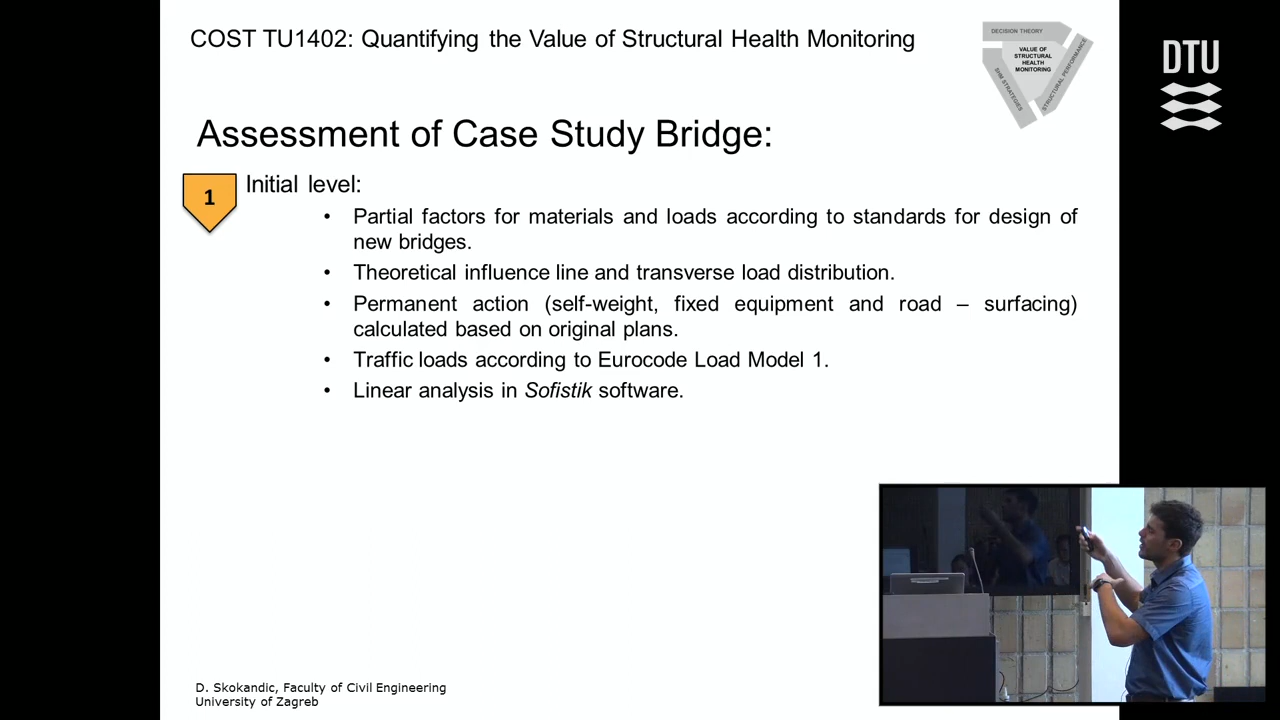 COST TU1402: Quantifying the Value of Structural Health Monitoring
DECISION THEORY
VALUE OF
STRUCTURAL
HEALTH
MONITORING
SHM STRATEGIES
STRUCTURAL PERFORMANCE
DTU
Assessment of Case Study Bridge:
1
Initial level:
• Partial factors for materials and loads according to standards for design of
new bridges.
• Theoretical influence line and transverse load distribution.
• Permanent action (self-weight, fixed equipment and road – surfacing)
calculated based on original plans.
• Traffic loads according to Eurocode Load Model 1.
• Linear analysis in Sofistik software.
D. Skokandic, Faculty of Civil Engineering
University of Zagreb